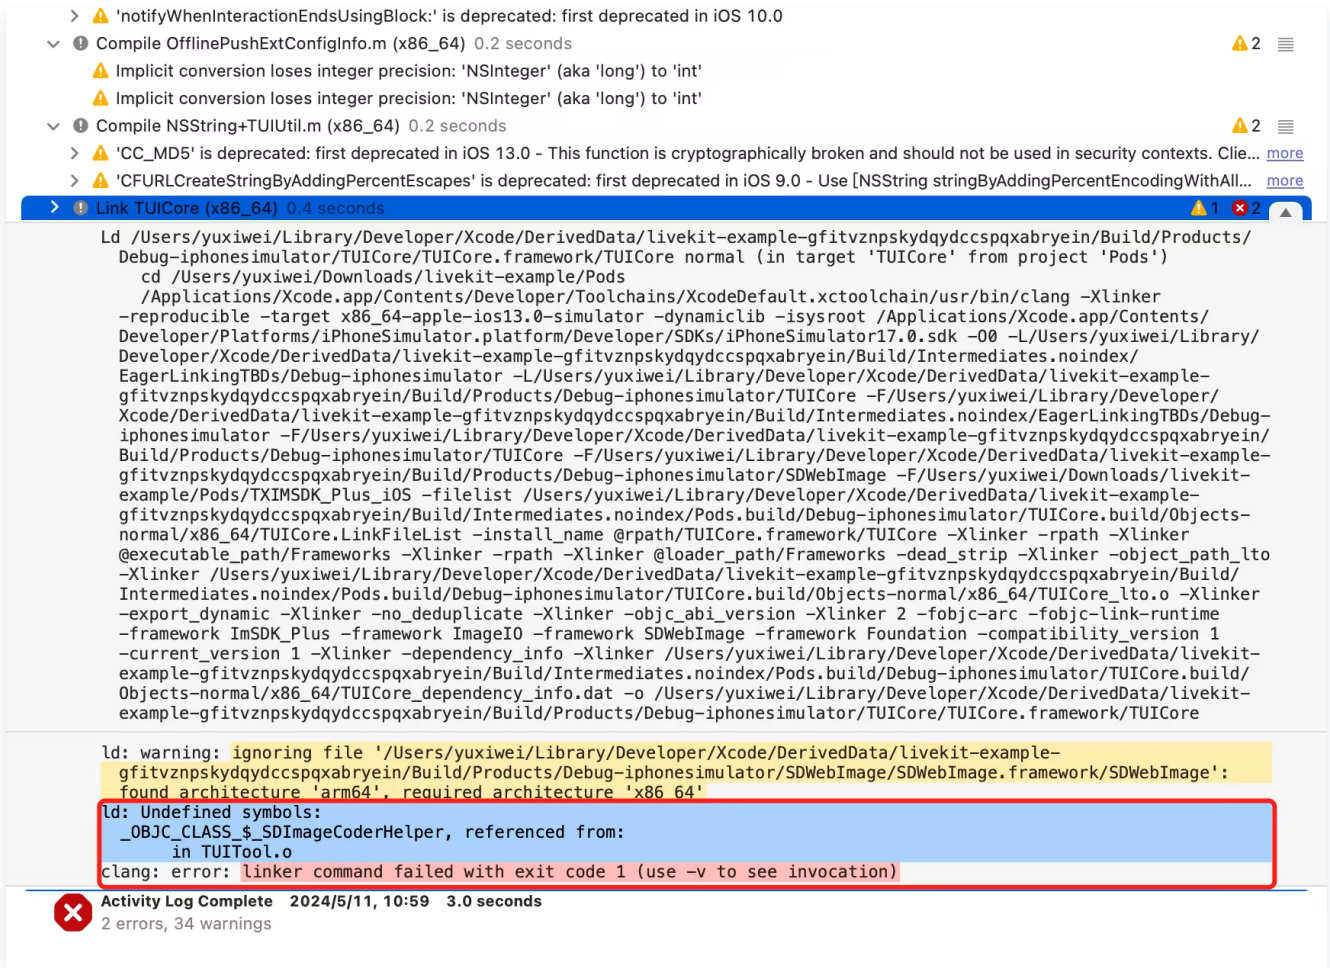 'notifyWhenInteractionEndsUsingBlock:' is deprecated: first deprecated in iOS 10.0
Compile OfflinePushExtConfigInfo.m (x86_64) 0.2 seconds 2
Implicit conversion loses integer precision: 'NSInteger' (aka 'long') to 'int'
Implicit conversion loses integer precision: 'NSInteger' (aka 'long') to 'int'
Compile NSString+TUIUtil.m (x86_64) 0.2 seconds 2
'CC_MD5' is deprecated: first deprecated in iOS 13.0 - This function is cryptographically broken and should not be used in security contexts. Clie... more
'CFURLCreateStringByAddingPercentEscapes' is deprecated: first deprecated in iOS 9.0 - Use [NSString stringByAddingPercentEncodingWithAll... more
Link TUICore (x86_64) 0.4 seconds 1 2
Ld /Users/yuxiwei/Library/Developer/Xcode/DerivedData/livekit-example-gfitvznpskydqydccspqxabryein/Build/Products/
Debug-iphonesimulator/TUICore/TUICore.framework/TUICore normal (in target 'TUICore' from project 'Pods')
cd /Users/yuxiwei/Downloads/livekit-example/Pods
/Applications/Xcode.app/Contents/Developer/Toolchains/XcodeDefault.xctoolchain/usr/bin/clang -Xlinker
-reproducible -target x86_64-apple-ios13.0-simulator -dynamiclib -isysroot /Applications/Xcode.app/Contents/
Developer/Platforms/iPhoneSimulator.platform/Developer/SDKs/iPhoneSimulator17.0.sdk -O0 -L/Users/yuxiwei/Library/
Developer/Xcode/DerivedData/livekit-example-gfitvznpskydqydccspqxabryein/Build/Intermediates.noindex/
EagerLinkingTBDs/Debug-iphonesimulator -L/Users/yuxiwei/Library/Developer/Xcode/DerivedData/livekit-example-
gfitvznpskydqydccspqxabryein/Build/Products/Debug-iphonesimulator/TUICore -F/Users/yuxiwei/Library/Developer/
Xcode/DerivedData/livekit-example-gfitvznpskydqydccspqxabryein/Build/Intermediates.noindex/EagerLinkingTBDs/Debug-
iphonesimulator -F/Users/yuxiwei/Library/Developer/Xcode/DerivedData/livekit-example-gfitvznpskydqydccspqxabryein/
Build/Products/Debug-iphonesimulator/TUICore -F/Users/yuxiwei/Library/Developer/Xcode/DerivedData/livekit-example-
gfitvznpskydqydccspqxabryein/Build/Products/Debug-iphonesimulator/SDWebImage -F/Users/yuxiwei/Downloads/livekit-
example/Pods/TXIMSDK_Plus_iOS -filelist /Users/yuxiwei/Library/Developer/Xcode/DerivedData/livekit-example-
gfitvznpskydqydccspqxabryein/Build/Intermediates.noindex/Pods.build/Debug-iphonesimulator/TUICore.build/Objects-
normal/x86_64/TUICore.LinkFileList -install_name @rpath/TUICore.framework/TUICore -Xlinker -rpath -Xlinker
@executable_path/Frameworks -Xlinker -rpath -Xlinker @loader_path/Frameworks -dead_strip -Xlinker -object_path_lto
-Xlinker /Users/yuxiwei/Library/Developer/Xcode/DerivedData/livekit-example-gfitvznpskydqydccspqxabryein/Build/
Intermediates.noindex/Pods.build/Debug-iphonesimulator/TUICore.build/Objects-normal/x86_64/TUICore_lto.o -Xlinker
-export_dynamic -Xlinker -no_deduplicate -Xlinker -objc_abi_version -Xlinker 2 -fobjc-arc -fobjc-link-runtime
-framework ImSDK_Plus -framework ImageIO -framework SDWebImage -framework Foundation -compatibility_version 1
-current_version 1 -Xlinker -dependency_info -Xlinker /Users/yuxiwei/Library/Developer/Xcode/DerivedData/livekit-
example-gfitvznpskydqydccspqxabryein/Build/Intermediates.noindex/Pods.build/Debug-iphonesimulator/TUICore.build/
Objects-normal/x86_64/TUICore_dependency_info.dat -o /Users/yuxiwei/Library/Developer/Xcode/DerivedData/livekit-
example-gfitvznpskydqydccspqxabryein/Build/Products/Debug-iphonesimulator/TUICore/TUICore.framework/TUICore
ld: warning: ignoring file '/Users/yuxiwei/Library/Developer/Xcode/DerivedData/livekit-example-
gfitvznpskydqydccspqxabryein/Build/Products/Debug-iphonesimulator/SDWebImage/SDWebImage.framework/SDWebImage':
found architecture 'arm64', required architecture 'x86_64'
ld: Undefined symbols:
_OBJC_CLASS_$_SDImageCoderHelper, referenced from:
in TUITool.o
clang: error: linker command failed with exit code 1 (use -v to see invocation)
Activity Log Complete 2024/5/11, 10:59 3.0 seconds
2 errors, 34 warnings